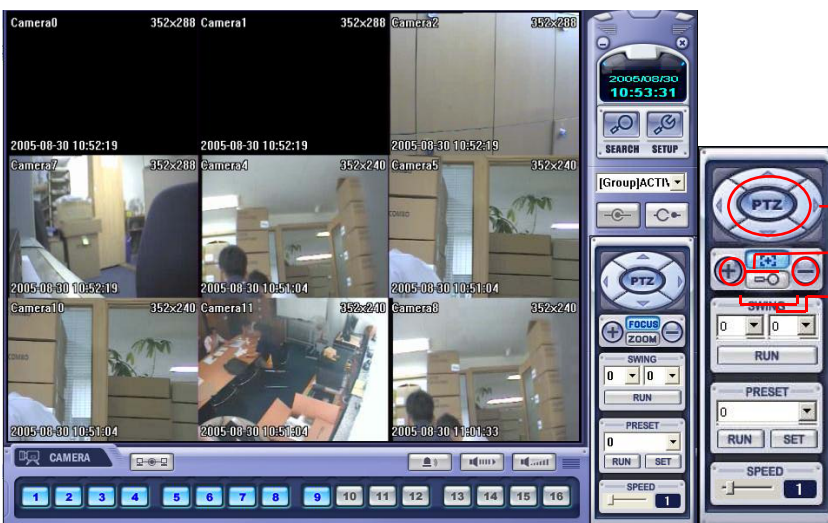 Camera0 352x288 Camera1 352x288 Camera2 352x288
2005-08-30 10:52:19 2005-08-30 10:52:19 2005-08-30 10:52:19
Camera7 352x288 Camera4 352x240 Camera5 352x240
2005-08-30 10:52:19 2005-08-30 10:51:04 2005-08-30 10:51:04
Camera10 352x240 Camera11 352x240 Camera8 352x240
2005-08-30 10:51:04 2005-08-30 10:51:04 2005-08-30 11:01:33
CAMERA
1 2 3 4 5 6 7 8 9 10 11 12 13 14 15 16
2005/08/30
10:53:31
SEARCH SETUP
[Group]ACTIV
PTZ
FOCUS
ZOOM
SWING
0 0
RUN
PRESET
0
RUN SET
SPEED
1
PTZ
SWING
0 0
RUN
PRESET
0
RUN SET
SPEED
1